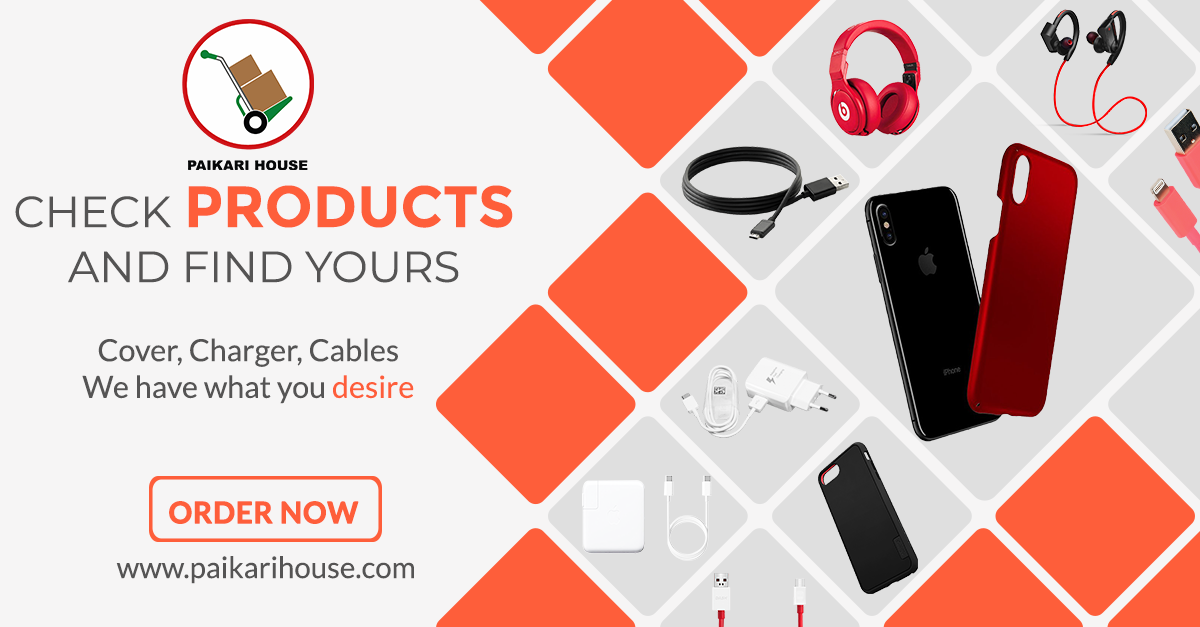 PAIKARI HOUSE
CHECK PRODUCTS
AND FIND YOURS
Cover, Charger, Cables
We have what you desire
ORDER NOW
www.paikarihouse.com
iPhone